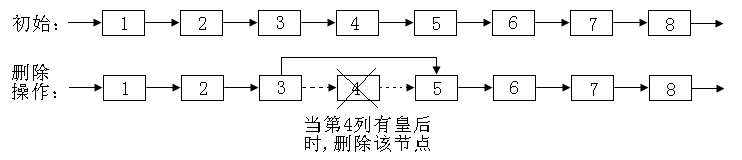 初始: 1 2 3 4 5 6 7 8
删除
操作: 1 2 3 4 5 6 7 8
当第4列有皇后
时,删除该节点